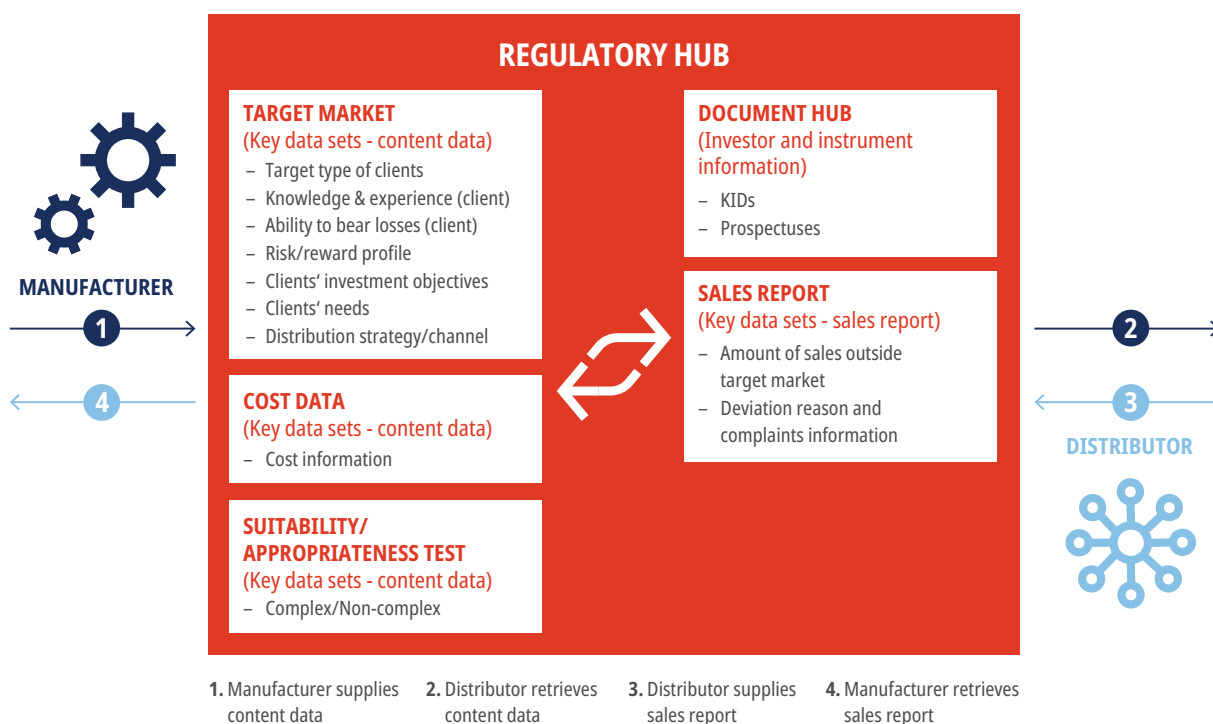 REGULATORY HUB
TARGET MARKET
(Key data sets - content data)
– Target type of clients
– Knowledge & experience (client)
– Ability to bear losses (client)
– Risk/reward profile
– Clients‘ investment objectives
– Clients‘ needs
– Distribution strategy/channel
COST DATA
(Key data sets - content data)
– Cost information
SUITABILITY/
APPROPRIATENESS TEST
(Key data sets - content data)
– Complex/Non-complex
DOCUMENT HUB
(Investor and instrument
information)
– KIDs
– Prospectuses
SALES REPORT
(Key data sets - sales report)
– Amount of sales outside
target market
– Deviation reason and
complaints information
MANUFACTURER
1
4
2
3
DISTRIBUTOR
1. Manufacturer supplies
content data
2. Distributor retrieves
content data
3. Distributor supplies
sales report
4. Manufacturer retrieves
sales report